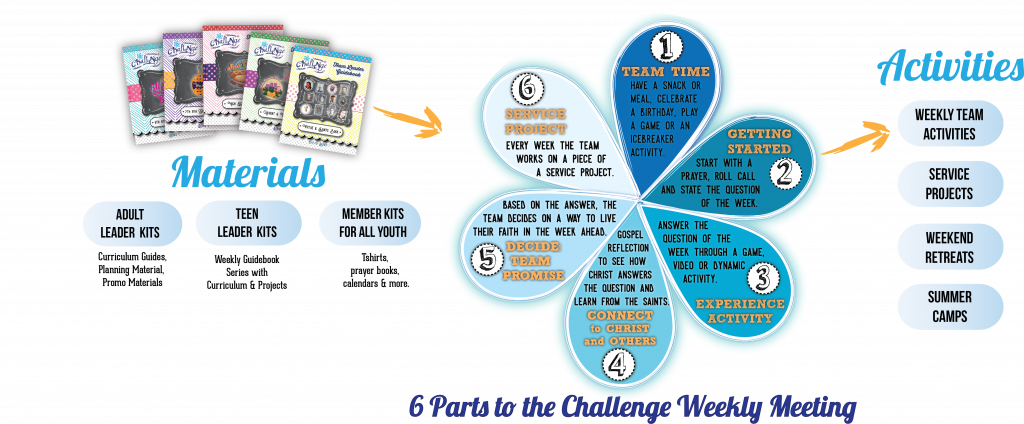 Challenge
Challenge
Challenge
Challenge
Team Leader
Guidebook
Materials
ADULT
LEADER KITS
Curriculum Guides,
Planning Material,
Promo Materials
TEEN
LEADER KITS
Weekly Guidebook
Series with
Curriculum & Projects
MEMBER KITS
FOR ALL YOUTH
Tshirts,
prayer books,
calendars & more.
1
TEAM TIME
HAVE A SNACK OR
MEAL, CELEBRATE
A BIRTHDAY, PLAY
A GAME OR AN
ICEBREAKER
ACTIVITY.
GETTING
STARTED
2
START WITH A
PRAYER, ROLL CALL
AND STATE THE QUESTION
OF THE WEEK.
ANSWER THE
QUESTION OF THE
WEEK THROUGH A GAME,
VIDEO OR DYNAMIC
ACTIVITY.
3
EXPERIENCE
ACTIVITY
GOSPEL
REFLECTION
TO SEE HOW
CHRIST ANSWERS
THE QUESTION AND
LEARN FROM THE SAINTS.
CONNECT
to CHRIST
and OTHERS
4
BASED ON THE ANSWER, THE
TEAM DECIDES ON A WAY TO LIVE
THEIR FAITH IN THE WEEK AHEAD.
5
DECIDE
TEAM
PROMISE
6
SERVICE
PROJECT
EVERY WEEK THE TEAM
WORKS ON A PIECE OF
A SERVICE PROJECT.
6 Parts to the Challenge Weekly Meeting
Activities
WEEKLY TEAM
ACTIVITIES
SERVICE
PROJECTS
WEEKEND
RETREATS
SUMMER
CAMPS